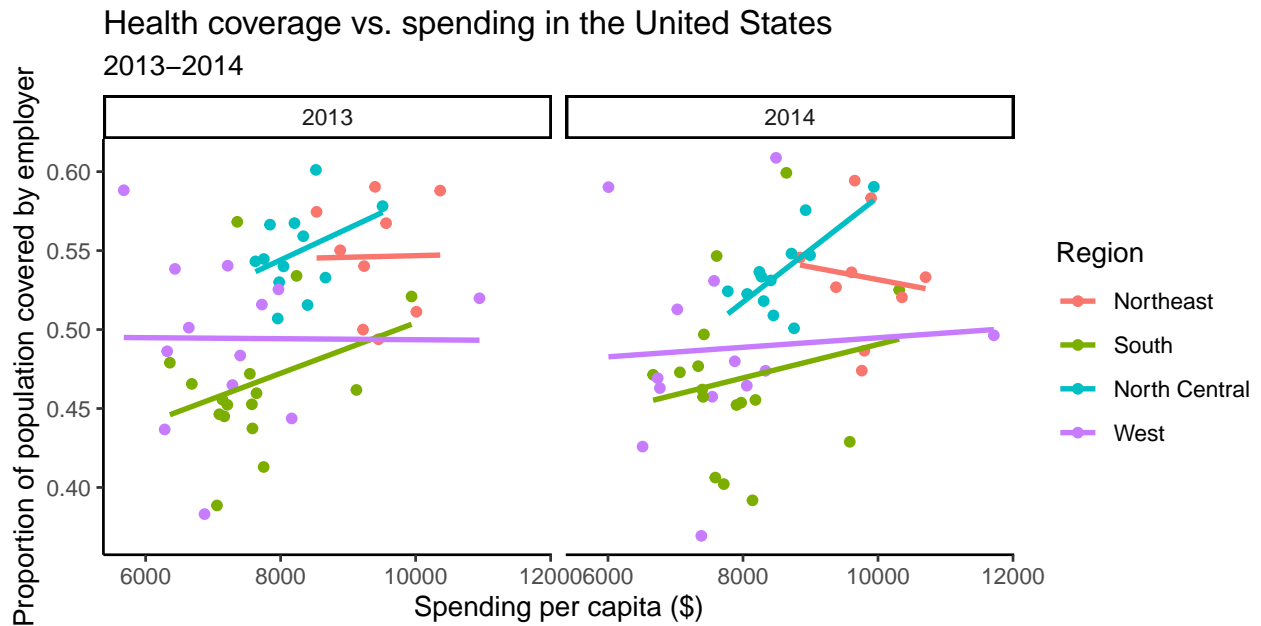 Health coverage vs. spending in the United States
2013−2014
2013
2014
Proportion of population covered by employer
0.60
0.55
0.50
0.45
0.40
6000 8000 10000 12000 6000 8000 10000 12000
Spending per capita ($)
Region
Northeast
South
North Central
West